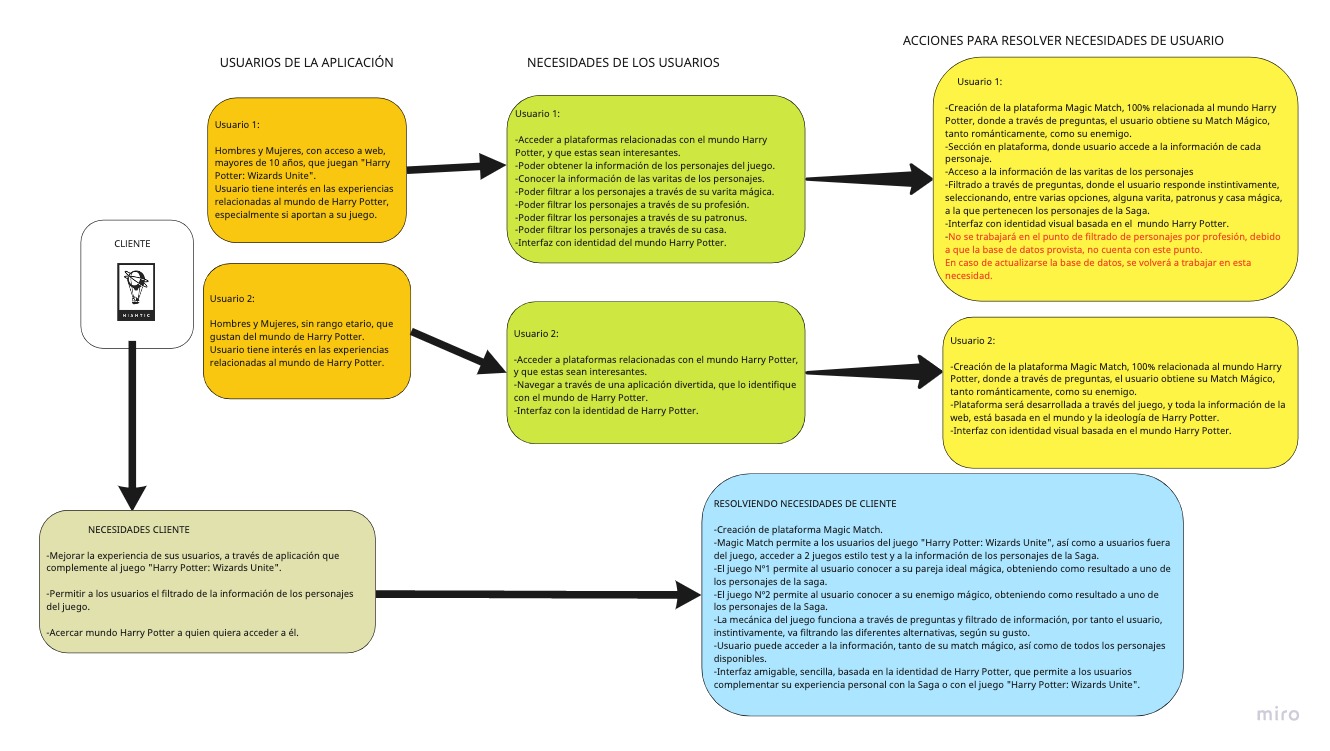 ACCIONES PARA RESOLVER NECESIDADES DE USUARIO
USUARIOS DE LA APLICACIÓN
NECESIDADES DE LOS USUARIOS
Usuario 1:
Hombres y Mujeres, con acceso a web,
mayores de 10 años, que juegan "Harry
Potter: Wizards Unite".
Usuario tiene interés en las experiencias
relacionadas al mundo de Harry Potter,
especialmente si aportan a su juego.
Usuario 1:
-Acceder a plataformas relacionadas con el mundo Harry
Potter, y que estas sean interesantes.
-Poder obtener la información de los personajes del juego.
-Conocer la información de las varitas de los personajes.
-Poder filtrar a los personajes a través de su varita mágica.
-Poder filtrar los personajes a través de su profesión.
-Poder filtrar los personajes a través de su patronus.
-Poder filtrar los personajes a través de su casa.
-Interfaz con identidad del mundo Harry Potter.
Usuario 1:
-Creación de la plataforma Magic Match, 100% relacionada al mundo Harry
Potter, donde a través de preguntas, el usuario obtiene su Match Mágico,
tanto románticamente, como su enemigo.
-Sección en plataforma, donde usuario accede a la información de cada
personaje.
-Acceso a la información de las varitas de los personajes
-Filtrado a través de preguntas, donde el usuario responde instintivamente,
seleccionando, entre varias opciones, alguna varita, patronus y casa mágica,
a la que pertenecen los personajes de la Saga.
-Interfaz con identidad visual basada en el  mundo Harry Potter.
-No se trabajará en el punto de filtrado de personajes por profesión, debido
a que la base de datos provista, no cuenta con este punto.
En caso de actualizarse la base de datos, se volverá a trabajar en esta
necesidad.
CLIENTE
NIANTIC
Usuario 2:
Hombres y Mujeres, sin rango etario, que
gustan del mundo de Harry Potter.
Usuario tiene interés en las experiencias
relacionadas al mundo de Harry Potter.
Usuario 2:
-Acceder a plataformas relacionadas con el mundo Harry Potter,
y que estas sean interesantes.
-Navegar a través de una aplicación divertida, que lo identifique
con el mundo de Harry Potter.
-Interfaz con la identidad de Harry Potter.
Usuario 2:
-Creación de la plataforma Magic Match, 100% relacionada al mundo Harry
Potter, donde a través de preguntas, el usuario obtiene su Match Mágico,
tanto románticamente, como su enemigo.
-Plataforma será desarrollada a través del juego, y toda la información de la
web, está basada en el mundo y la ideología de Harry Potter.
-Interfaz con identidad visual basada en el mundo Harry Potter.
NECESIDADES CLIENTE
-Mejorar la experiencia de sus usuarios, a través de aplicación que
complemente al juego "Harry Potter: Wizards Unite".
-Permitir a los usuarios el filtrado de la información de los personajes
del juego.
-Acercar mundo Harry Potter a quien quiera acceder a él.
RESOLVIENDO NECESIDADES DE CLIENTE
-Creación de plataforma Magic Match.
-Magic Match permite a los usuarios del juego "Harry Potter: Wizards Unite", así como a usuarios fuera
del juego, acceder a 2 juegos estilo test y a la información de los personajes de la Saga.
-El juego Nº1 permite al usuario conocer a su pareja ideal mágica, obteniendo como resultado a uno de
los personajes de la saga.
-El juego Nº2 permite al usuario conocer a su enemigo mágico, obteniendo como resultado a uno de
los personajes de la Saga.
-La mecánica del juego funciona a través de preguntas y filtrado de información, por tanto el usuario,
instintivamente, va filtrando las diferentes alternativas, según su gusto.
-Usuario puede acceder a la información, tanto de su match mágico, así como de todos los personajes
disponibles.
-Interfaz amigable, sencilla, basada en la identidad de Harry Potter, que permite a los usuarios
complementar su experiencia personal con la Saga o con el juego "Harry Potter: Wizards Unite".
miro